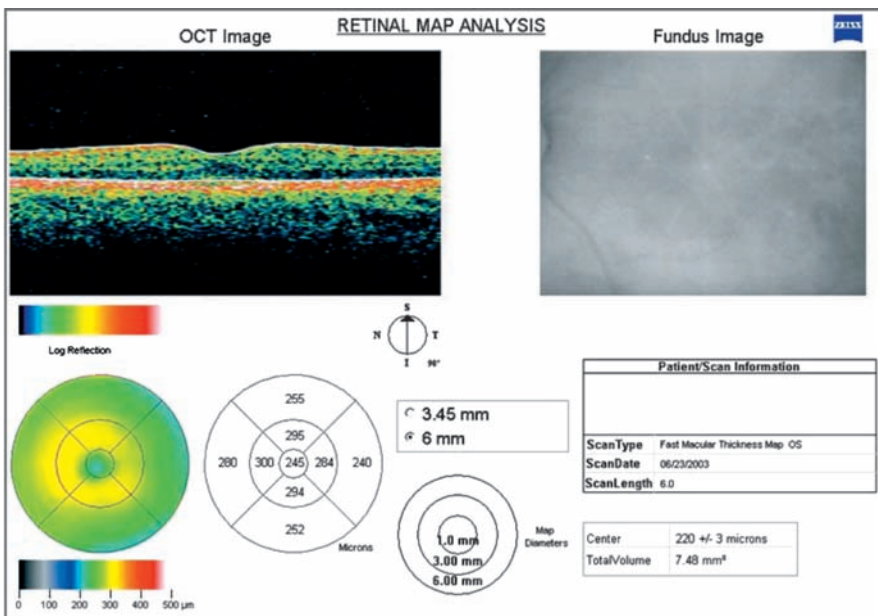 RETINAL MAP ANALYSIS
OCT Image
Fundus Image
ZEISS
Log Reflection
S
N T
I 90°
255
295
280 300 245 284 240
294
252
Microns
3.45 mm
6 mm
1.0 mm
3.00 mm
6.00 mm
Map
Diameters
Patient/Scan Information
ScanType Fast Macular Thickness Map OS
ScanDate 06/23/2003
ScanLength 6.0
Center 220 +/- 3 microns
TotalVolume 7.48 mm³
0 100 200 300 400 500 µm